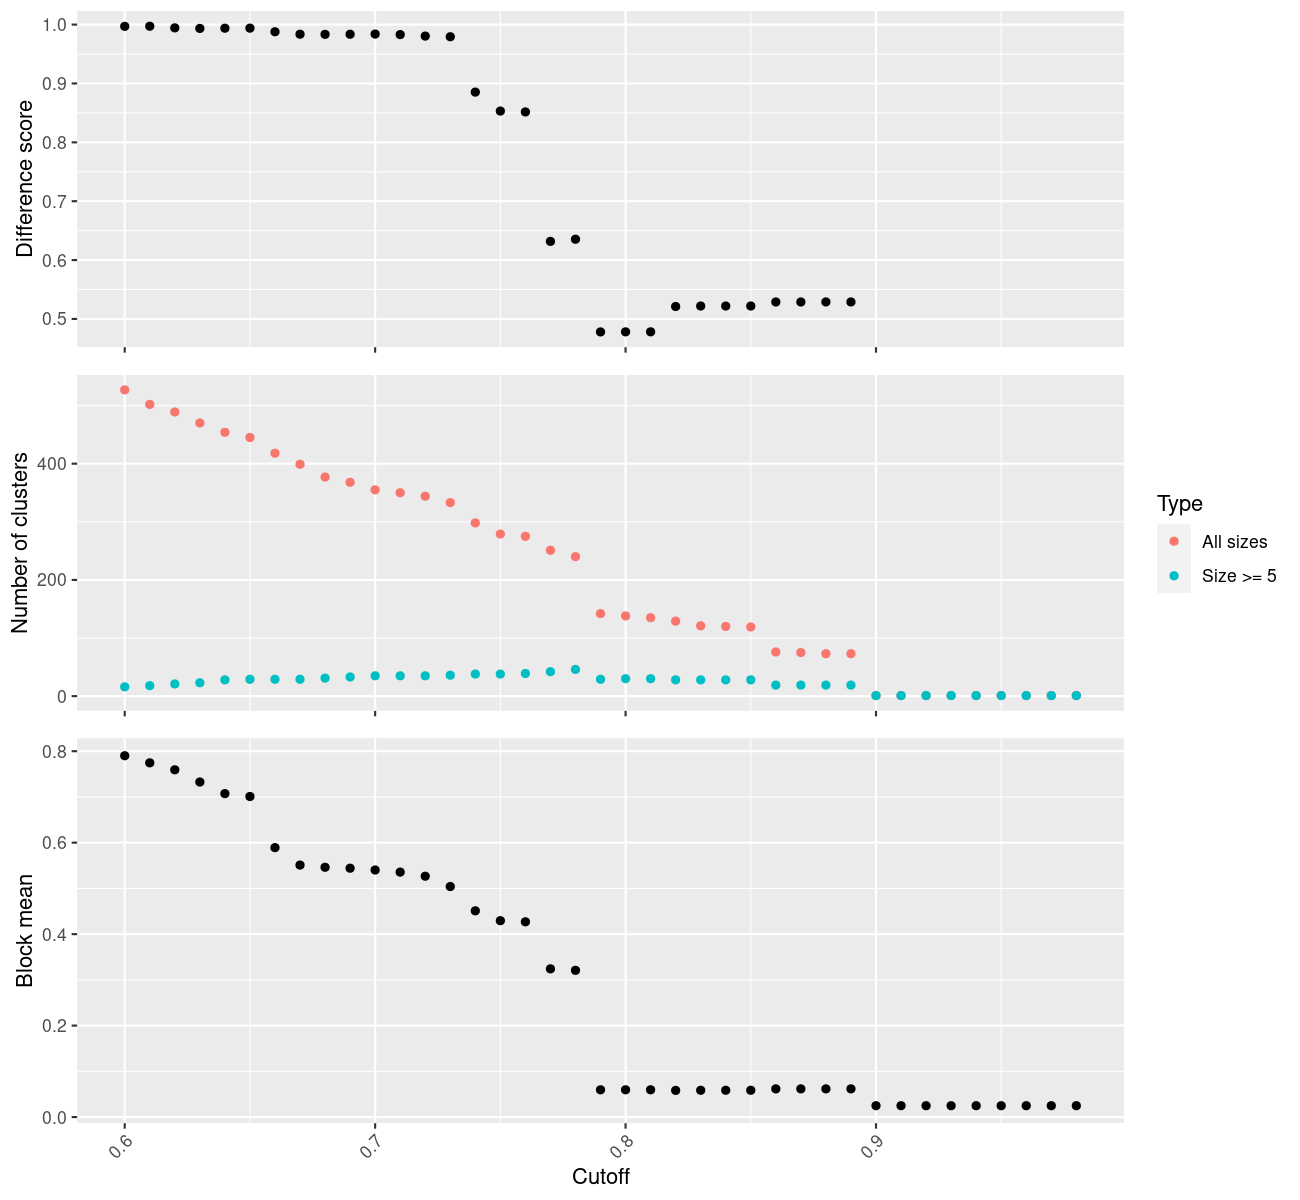 Difference score
1.0
0.9
0.8
0.7
0.6
0.5
Number of clusters
400
200
0
Type
All sizes
Size >= 5
Block mean
0.8
0.6
0.4
0.2
0.0
0.6 0.7 0.8 0.9
Cutoff